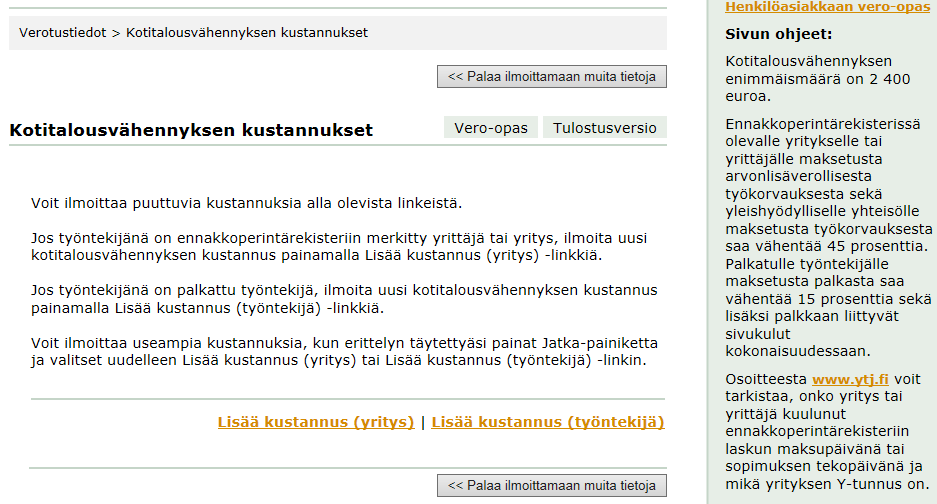 Verotustiedot > Kotitalousvähennyksen kustannukset
<< Palaa ilmoittamaan muita tietoja
Kotitalousvähennyksen kustannukset
Vero-opas
Tulostusversio
Voit ilmoittaa puuttuvia kustannuksia alla olevista linkeistä.
Jos työntekijänä on ennakkoperintärekisteriin merkitty yrittäjä tai yritys, ilmoita uusi
kotitalousvähennyksen kustannus painamalla Lisää kustannus (yritys) -linkkiä.
Jos työntekijänä on palkattu työntekijä, ilmoita uusi kotitalousvähennyksen kustannus
painamalla Lisää kustannus (työntekijä) -linkkiä.
Voit ilmoittaa useampia kustannuksia, kun erittelyn täytettyäsi painat Jatka-painiketta
ja valitset uudelleen Lisää kustannus (yritys) tai Lisää kustannus (työntekijä) -linkin.
Lisää kustannus (yritys) | Lisää kustannus (työntekijä)
<< Palaa ilmoittamaan muita tietoja
Henkilöasiakkaan vero-opas
Sivun ohjeet:
Kotitalousvähennyksen
enimmäismäärä on 2 400
euroa.
Ennakkoperintärekisterissä
olevalle yritykselle tai
yrittäjälle maksetusta
arvonlisäverollisesta
työkorvauksesta sekä
yleishyödylliselle yhteisölle
maksetusta työkorvauksesta
saa vähentää 45 prosenttia.
Palkatulle työntekijälle
maksetusta palkasta saa
vähentää 15 prosenttia sekä
lisäksi palkkaan liittyvät
sivukulut
kokonaisuudessaan.
Osoitteesta www.ytj.fi voit
tarkistaa, onko yritys tai
yrittäjä kuulunut
ennakkoperintärekisteriin
laskun maksupäivänä tai
sopimuksen tekopäivänä ja
mikä yrityksen Y-tunnus on.